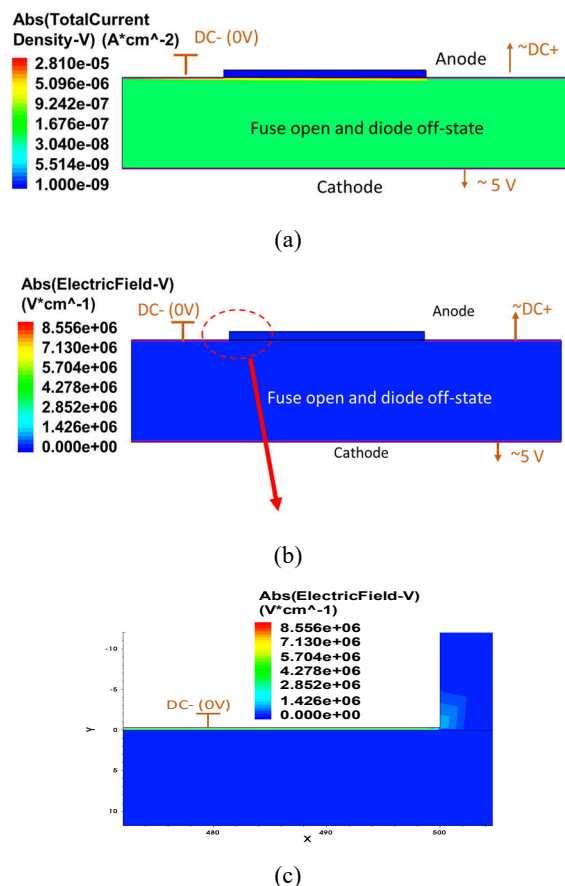 Abs(TotalCurrent
Density-V) (A*cm^-2)
2.810e-05
5.096e-06
9.242e-07
1.676e-07
3.040e-08
5.514e-09
1.000e-09
DC- (0V)
Anode
~DC+
Fuse open and diode off-state
Cathode
~ 5 V
(a)
Abs(ElectricField-V)
(V*cm^-1)
8.556e+06
7.130e+06
5.704e+06
4.278e+06
2.852e+06
1.426e+06
0.000e+00
DC- (0V)
Anode
~DC+
Fuse open and diode off-state
Cathode
~5 V
(b)
Abs(ElectricField-V)
(V*cm^-1)
8.556e+06
7.130e+06
5.704e+06
4.278e+06
2.852e+06
1.426e+06
0.000e+00
DC- (0V)
-10
-5
0
5
10
Y
480
490
500
X
(c)